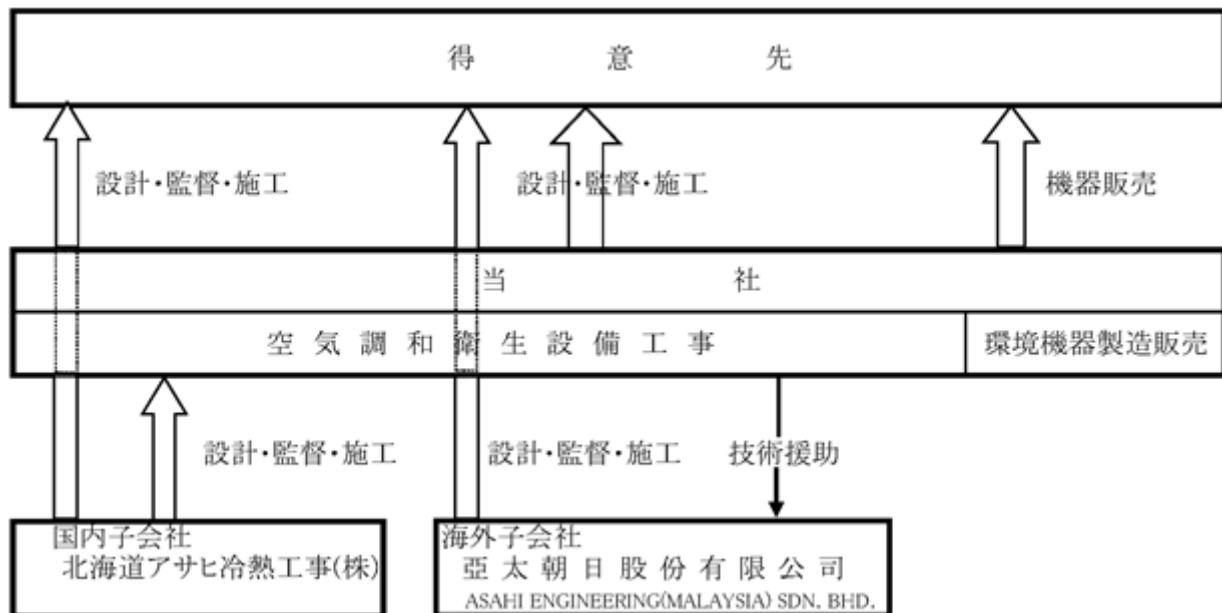 得意先
設計・監督・施工 設計・監督・施工 機器販売
当社
空気調和衛生設備工事 環境機器製造販売
設計・監督・施工 設計・監督・施工 技術援助
国内子会社
北海道アサヒ冷熱工事(株)
海外子会社
亞太朝日股份有限公司
ASAHI ENGINEERING(MALAYSIA) SDN. BHD.